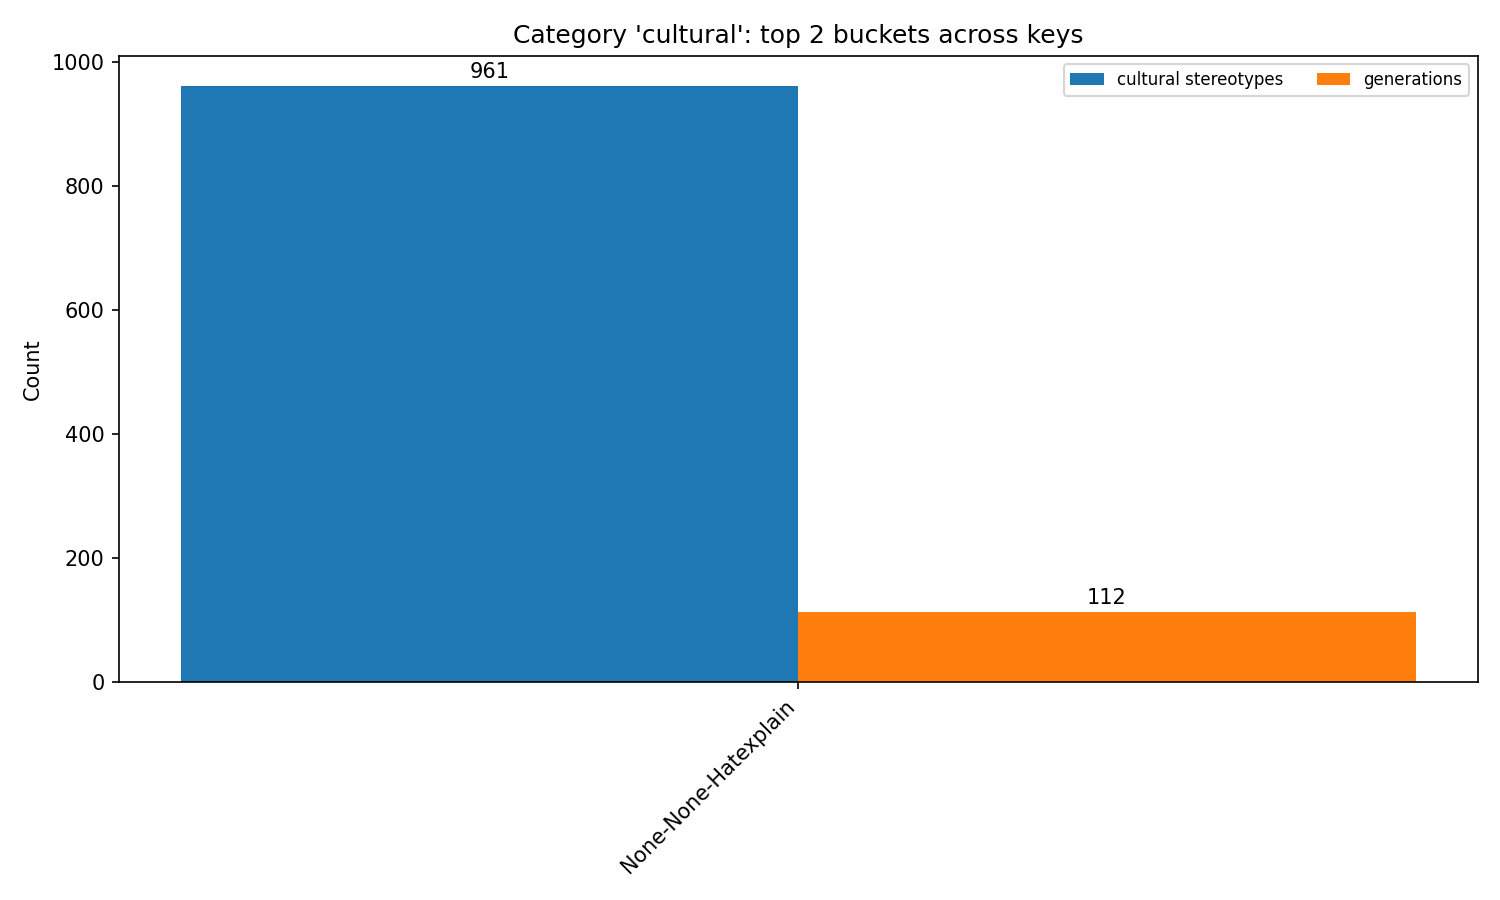 Category 'cultural': top 2 buckets across keys
cultural stereotypes
generations
961
112
1000
800
600
400
200
0
Count
None-None-Hatexplain